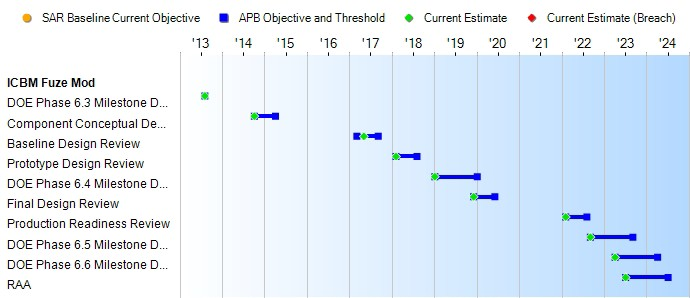 SAR Baseline Current Objective APB Objective and Threshold Current Estimate Current Estimate (Breach)
'13 '14 '15 '16 '17 '18 '19 '20 '21 '22 '23 '24
ICBM Fuze Mod
DOE Phase 6.3 Milestone D...
Component Conceptual De...
Baseline Design Review
Prototype Design Review
DOE Phase 6.4 Milestone D...
Final Design Review
Production Readiness Review
DOE Phase 6.5 Milestone D...
DOE Phase 6.6 Milestone D...
RAA